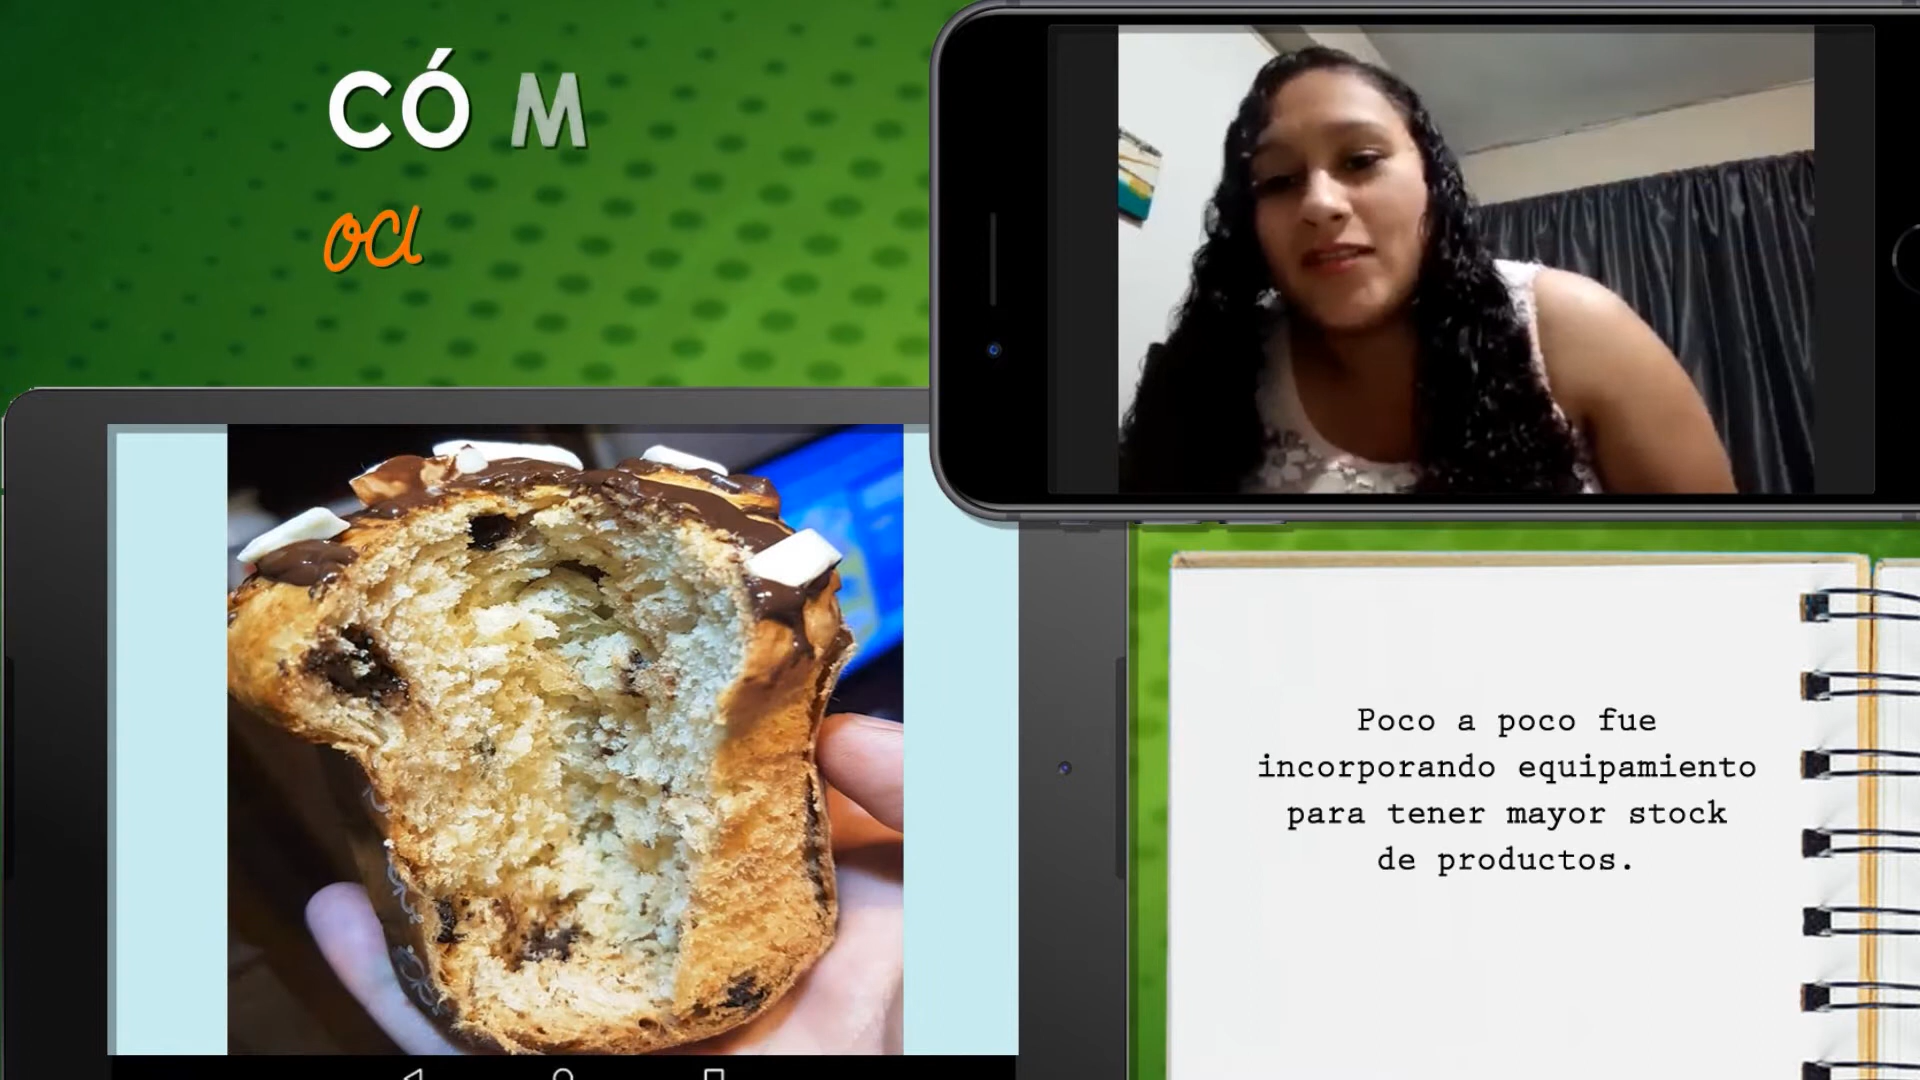 CÓ M
OCI
Poco a poco fue
incorporando equipamiento
para tener mayor stock
de productos.